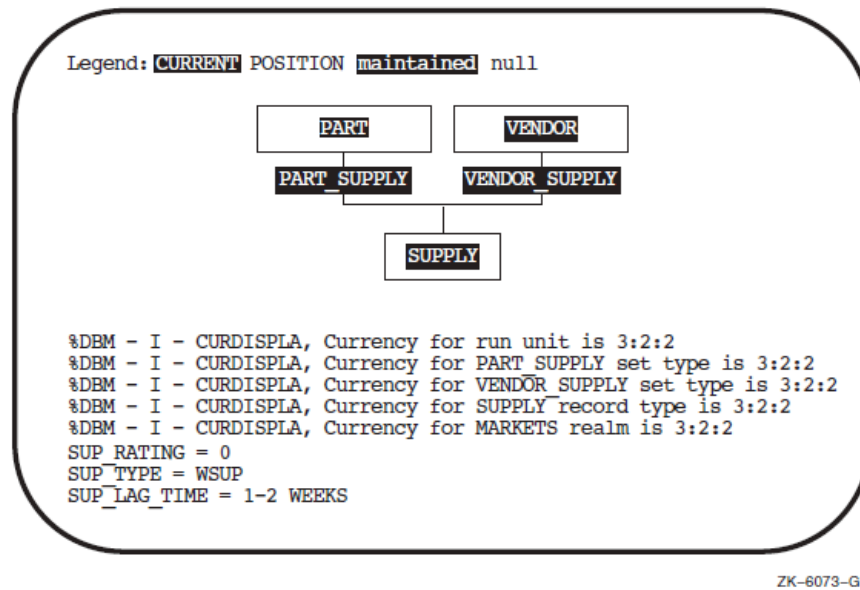 Legend: CURRENT POSITION maintained null
PART VENDOR
PART_SUPPLY VENDOR_SUPPLY
SUPPLY
%DBM - I - CURDISPLA, Currency for run unit is 3:2:2
%DBM - I - CURDISPLA, Currency for PART_SUPPLY set type is 3:2:2
%DBM - I - CURDISPLA, Currency for VENDOR_SUPPLY set type is 3:2:2
%DBM - I - CURDISPLA, Currency for SUPPLY record type is 3:2:2
%DBM - I - CURDISPLA, Currency for MARKETS realm is 3:2:2
SUP_RATING = 0
SUP_TYPE = WSUP
SUP_LAG_TIME = 1-2 WEEKS
ZK-6073-G